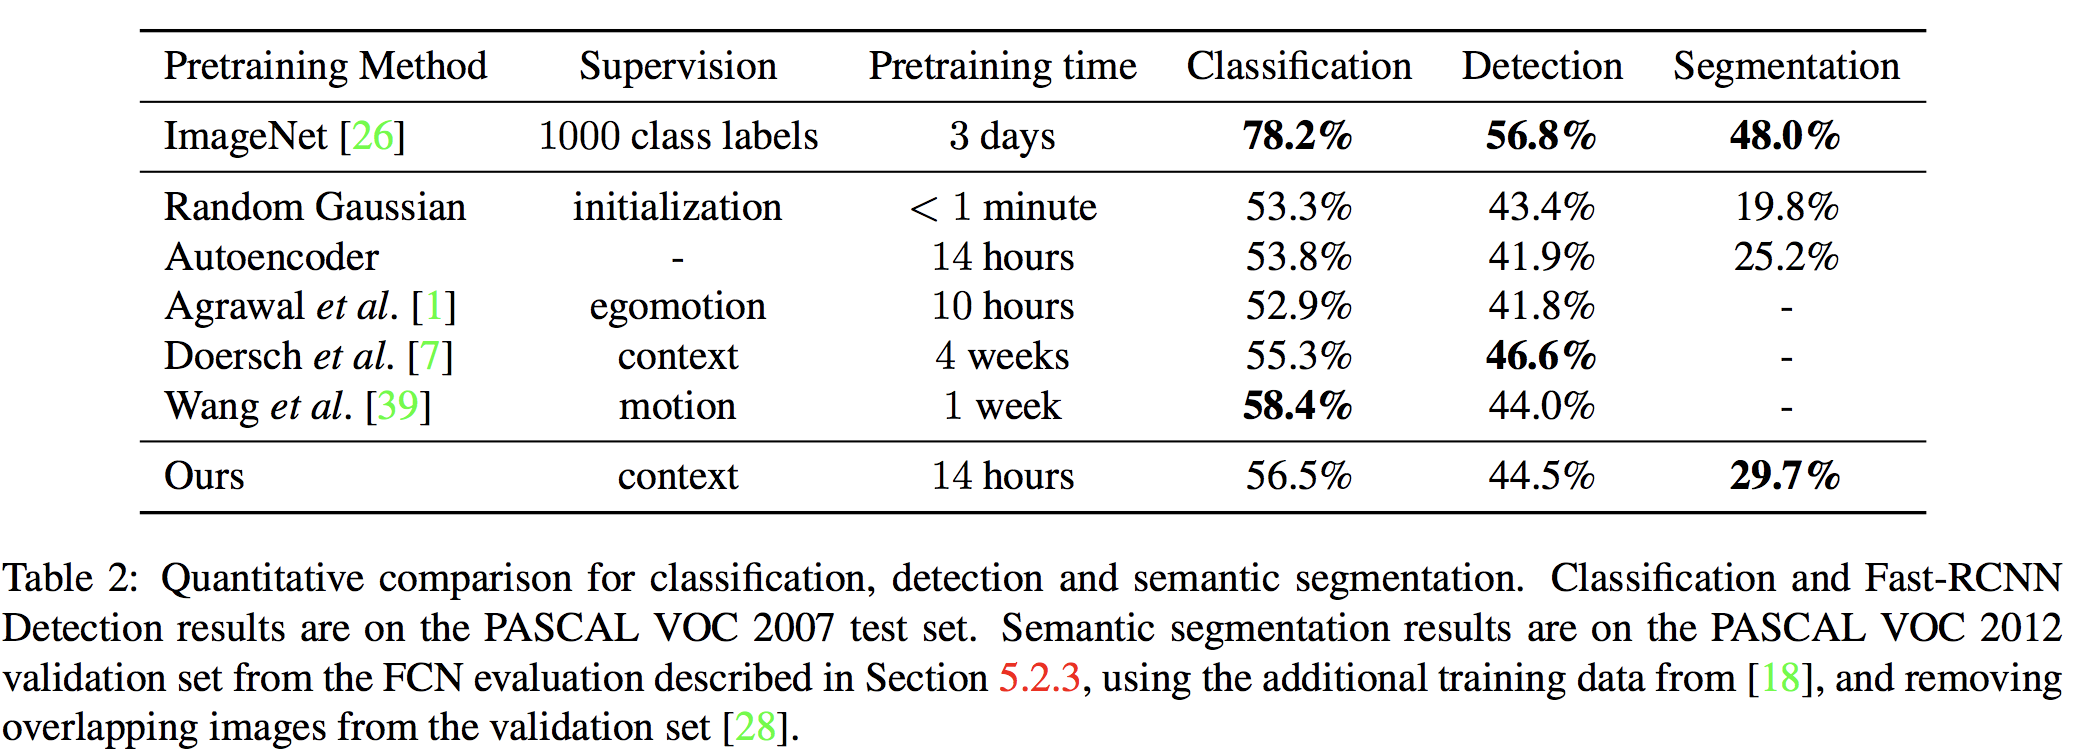 Pretraining Method Supervision Pretraining time Classification Detection Segmentation
ImageNet [26] 1000 class labels 3 days 78.2% 56.8% 48.0%
Random Gaussian initialization < 1 minute 53.3% 43.4% 19.8%
Autoencoder - 14 hours 53.8% 41.9% 25.2%
Agrawal et al. [1] egomotion 10 hours 52.9% 41.8% -
Doersch et al. [7] context 4 weeks 55.3% 46.6% -
Wang et al. [39] motion 1 week 58.4% 44.0% -
Ours context 14 hours 56.5% 44.5% 29.7%
Table 2: Quantitative comparison for classification, detection and semantic segmentation. Classification and Fast-RCNN
Detection results are on the PASCAL VOC 2007 test set. Semantic segmentation results are on the PASCAL VOC 2012
validation set from the FCN evaluation described in Section 5.2.3, using the additional training data from [18], and removing
overlapping images from the validation set [28].